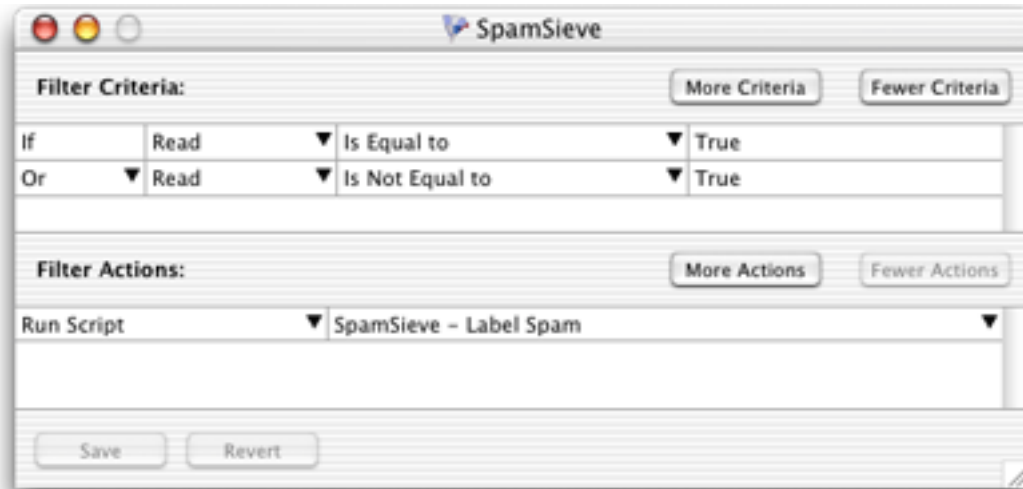 SpamSieve
Filter Criteria: More Criteria Fewer Criteria
If Read Is Equal to True
Or Read Is Not Equal to True
Filter Actions: More Actions Fewer Actions
Run Script SpamSieve – Label Spam
Save Revert